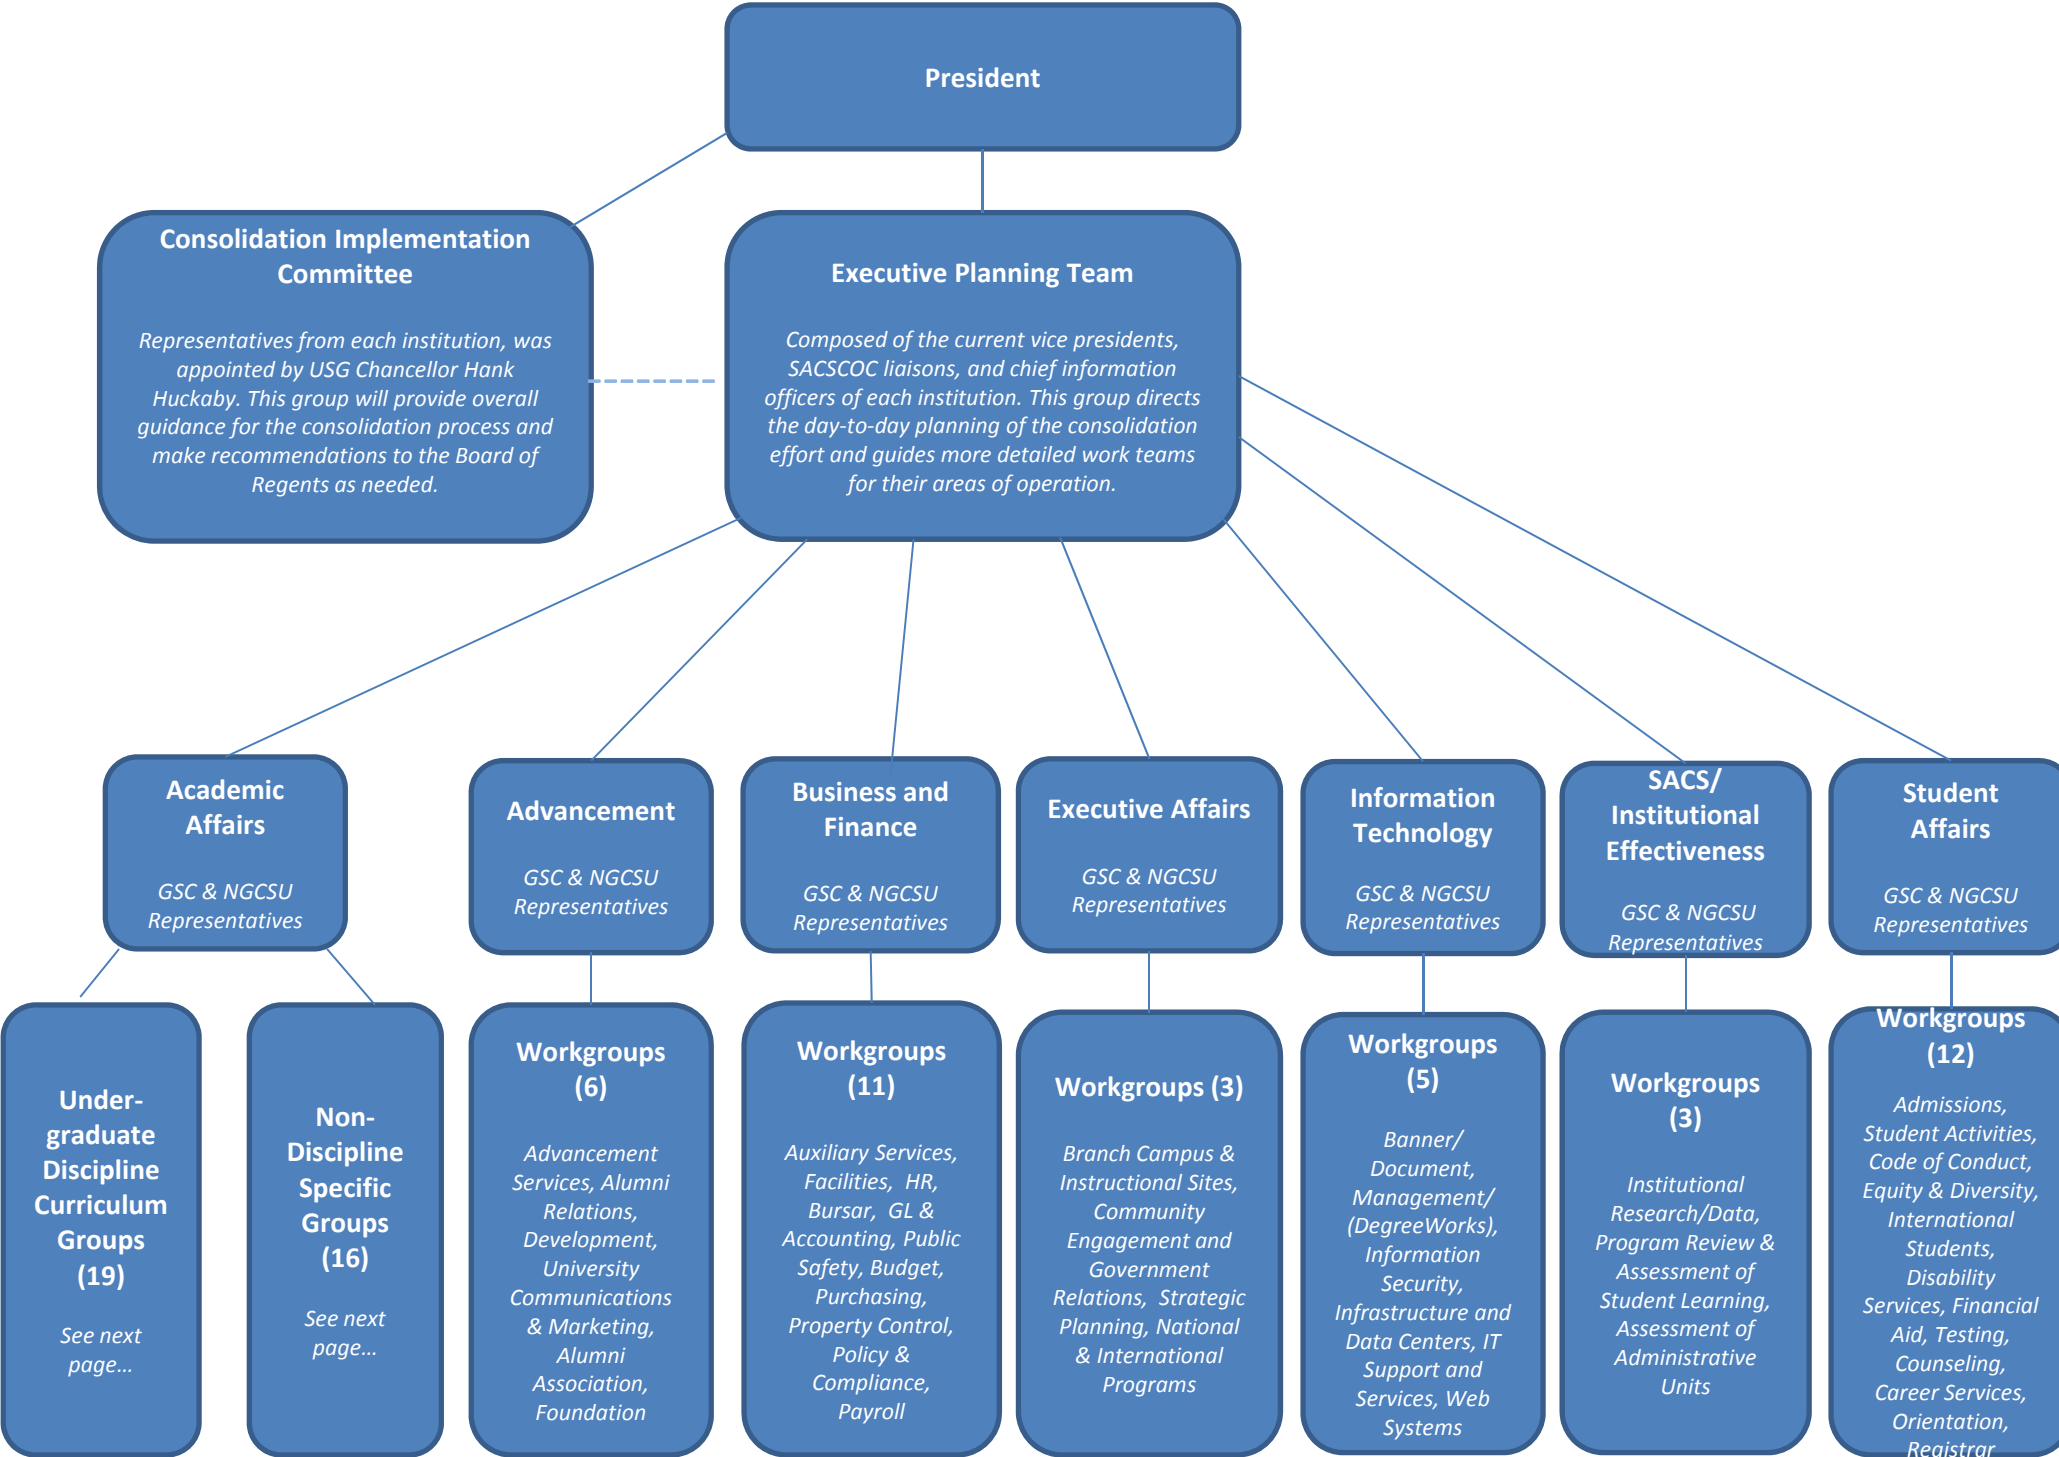 President
Consolidation Implementation
Committee
Representatives from each institution, was
appointed by USG Chancellor Hank
Huckaby. This group will provide overall
guidance for the consolidation process and
make recommendations to the Board of
Regents as needed.
Executive Planning Team
Composed of the current vice presidents,
SACSCOC liaisons, and chief information
officers of each institution. This group directs
the day-to-day planning of the consolidation
effort and guides more detailed work teams
for their areas of operation.
Academic
Affairs
GSC & NGCSU
Representatives
Advancement
GSC & NGCSU
Representatives
Business and
Finance
GSC & NGCSU
Representatives
Executive Affairs
GSC & NGCSU
Representatives
Information
Technology
GSC & NGCSU
Representatives
SACS/
Institutional
Effectiveness
GSC & NGCSU
Representatives
Student
Affairs
GSC & NGCSU
Representatives
Under-
graduate
Discipline
Curriculum
Groups
(19)
See next
page…
Non-
Discipline
Specific
Groups
(16)
See next
page…
Workgroups
(6)
Advancement
Services, Alumni
Relations,
Development,
University
Communications
& Marketing,
Alumni
Association,
Foundation
Workgroups
(11)
Auxiliary Services,
Facilities, HR,
Bursar, GL &
Accounting, Public
Safety, Budget,
Purchasing,
Property Control,
Policy &
Compliance,
Payroll
Workgroups (3)
Branch Campus &
Instructional Sites,
Community
Engagement and
Government
Relations, Strategic
Planning, National
& International
Programs
Workgroups
(5)
Banner/
Document,
Management/
(DegreeWorks),
Information
Security,
Infrastructure and
Data Centers, IT
Support and
Services, Web
Systems
Workgroups
(3)
Institutional
Research/Data,
Program Review &
Assessment of
Student Learning,
Assessment of
Administrative
Units
Workgroups
(12)
Admissions,
Student Activities,
Code of Conduct,
Equity & Diversity,
International
Students,
Disability
Services, Financial
Aid, Testing,
Counseling,
Career Services,
Orientation,
Registrar